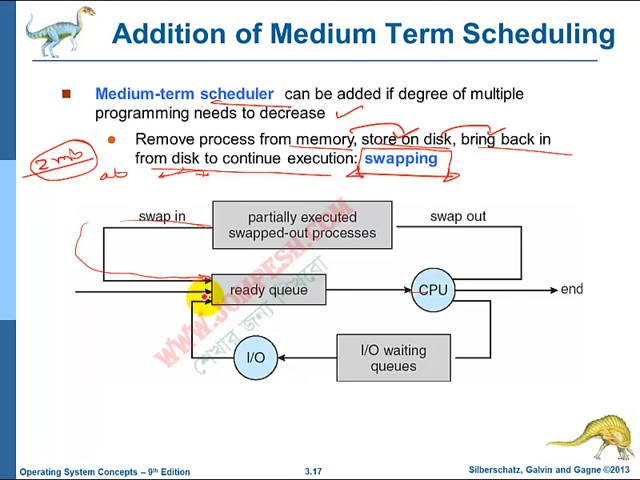 Addition of Medium Term Scheduling
Medium-term scheduler can be added if degree of multiple
programming needs to decrease
Remove process from memory, store on disk, bring back in
from disk to continue execution: swapping
2 mb
swap in
partially executed
swapped-out processes
swap out
ready queue
CPU
end
I/O
I/O waiting
queues
WWW.JOMPESH.COM
শেখার জন্য
Operating System Concepts – 9th Edition
3.17
Silberschatz, Galvin and Gagne ©2013